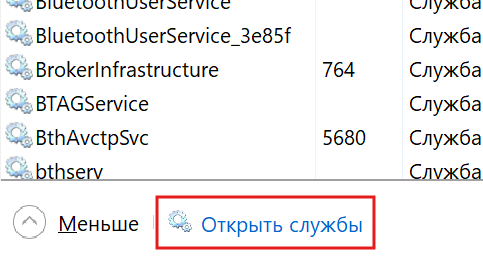 BluetoothUserService Служба
BluetoothUserService_3e85f Служба
BrokerInfrastructure 764 Служба
BTAGService Служба
BthAvctpSvc 5680 Служба
bthserv Служба
Меньше Открыть службы